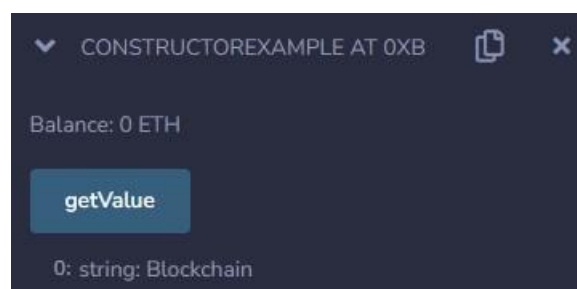 CONSTRUCTOREXAMPLE AT 0XB
Balance: 0 ETH
getValue
0: string: Blockchain